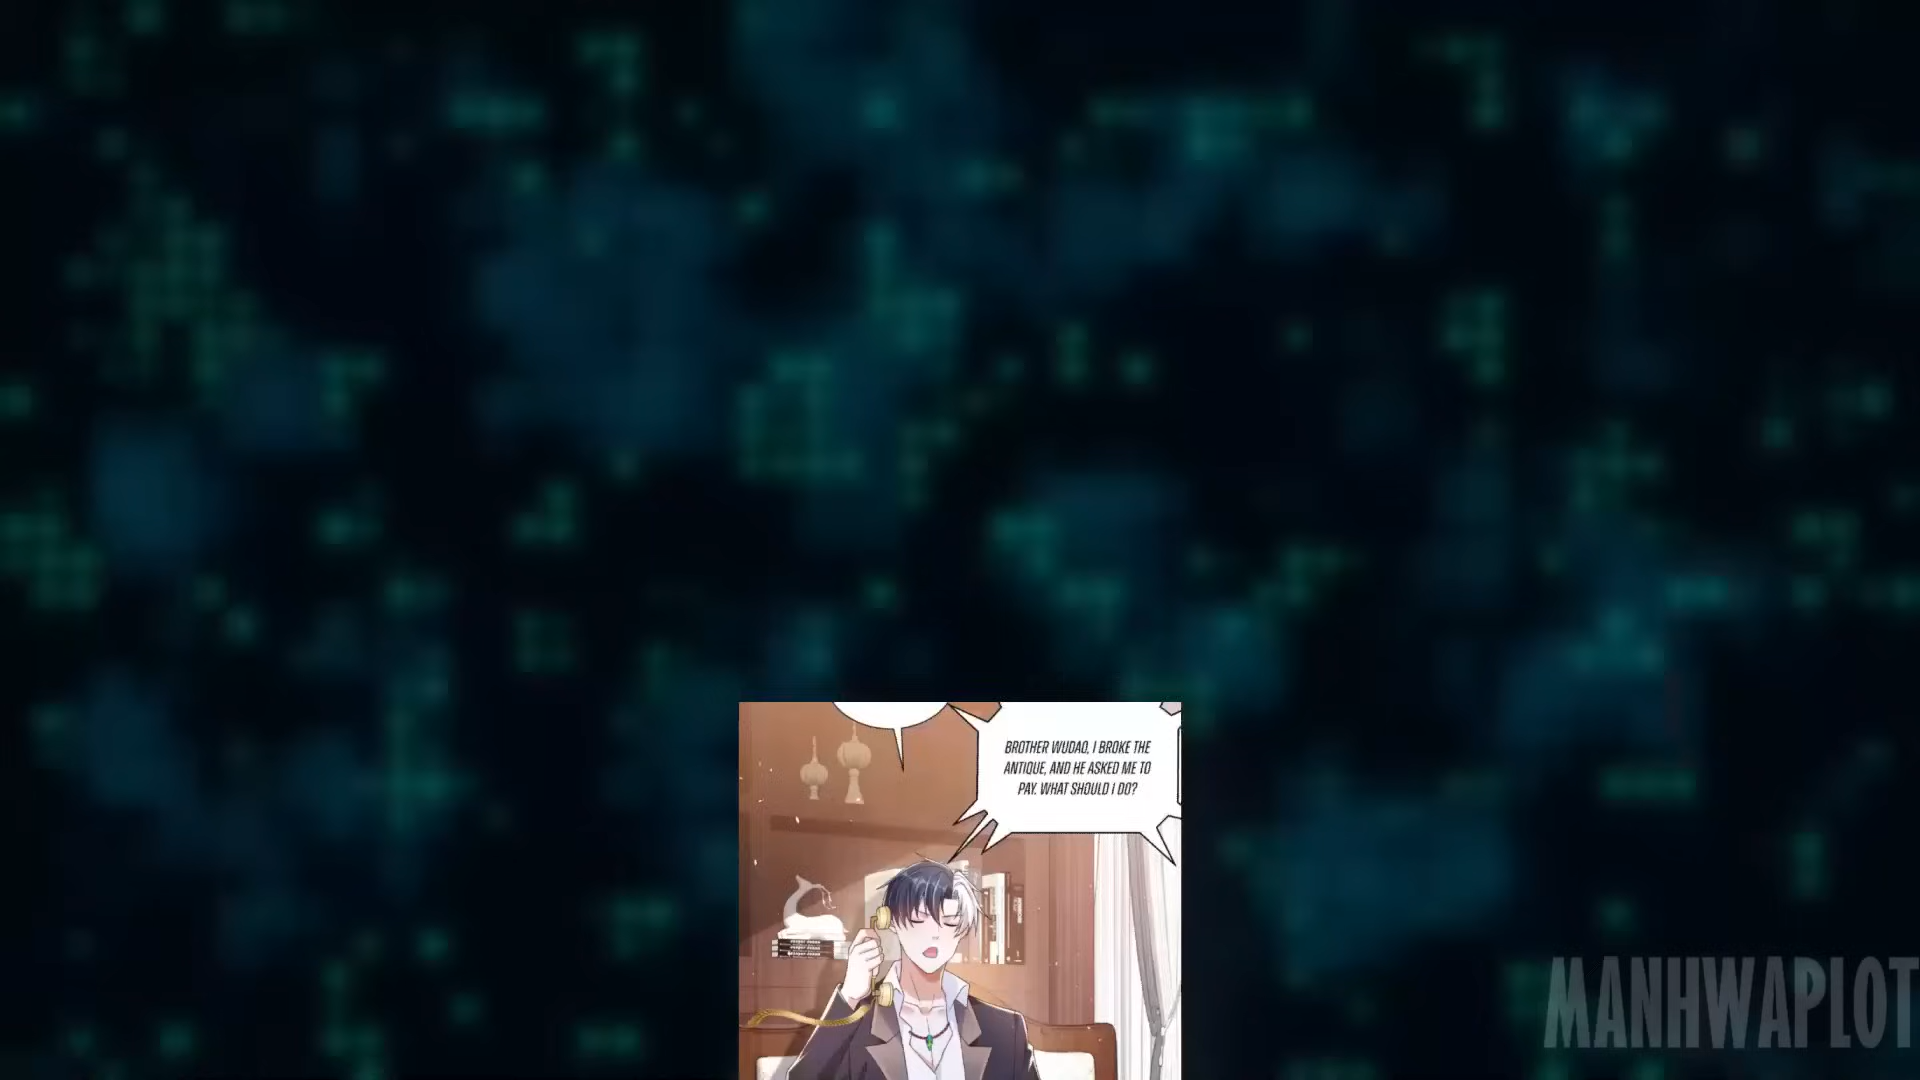 BROTHER WUDAO, I BROKE THE
ANTIQUE, AND HE ASKED ME TO
PAY. WHAT SHOULD I DO?
MANHWAPLOT